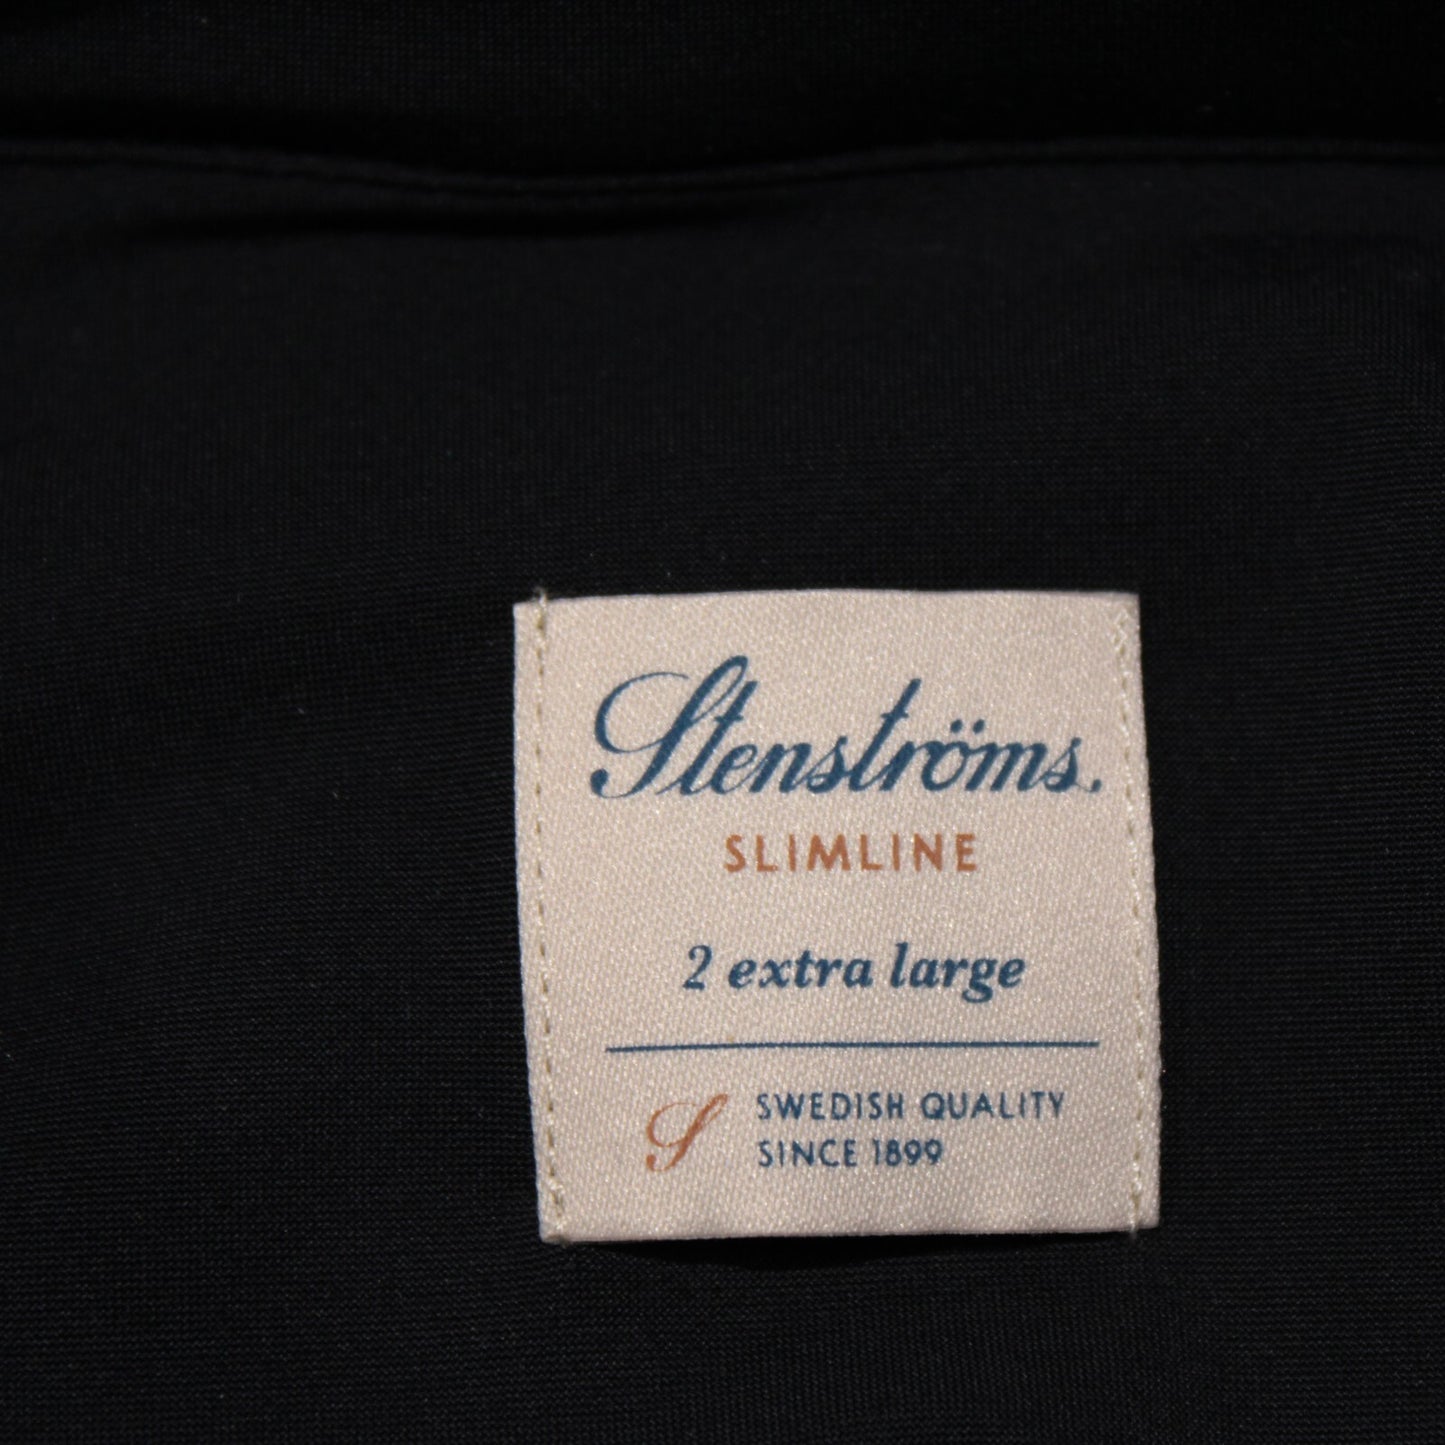 Stenströms.
SLIMLINE
2 extra large
S SWEDISH QUALITY
SINCE 1899